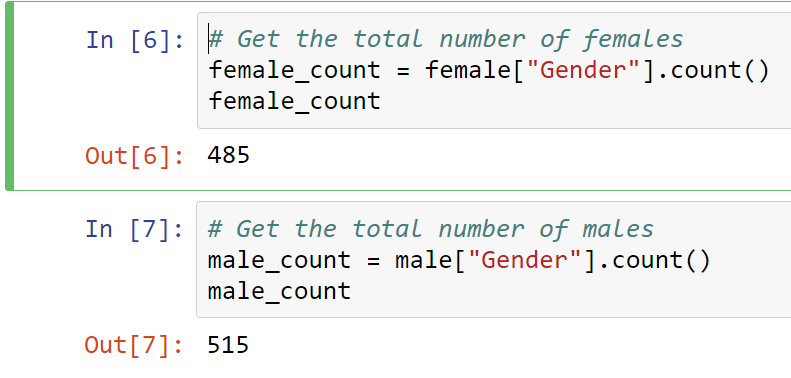 In [6]: # Get the total number of females
female_count = female["Gender"].count()
female_count
Out[6]: 485
In [7]: # Get the total number of males
male_count = male["Gender"].count()
male_count
Out[7]: 515